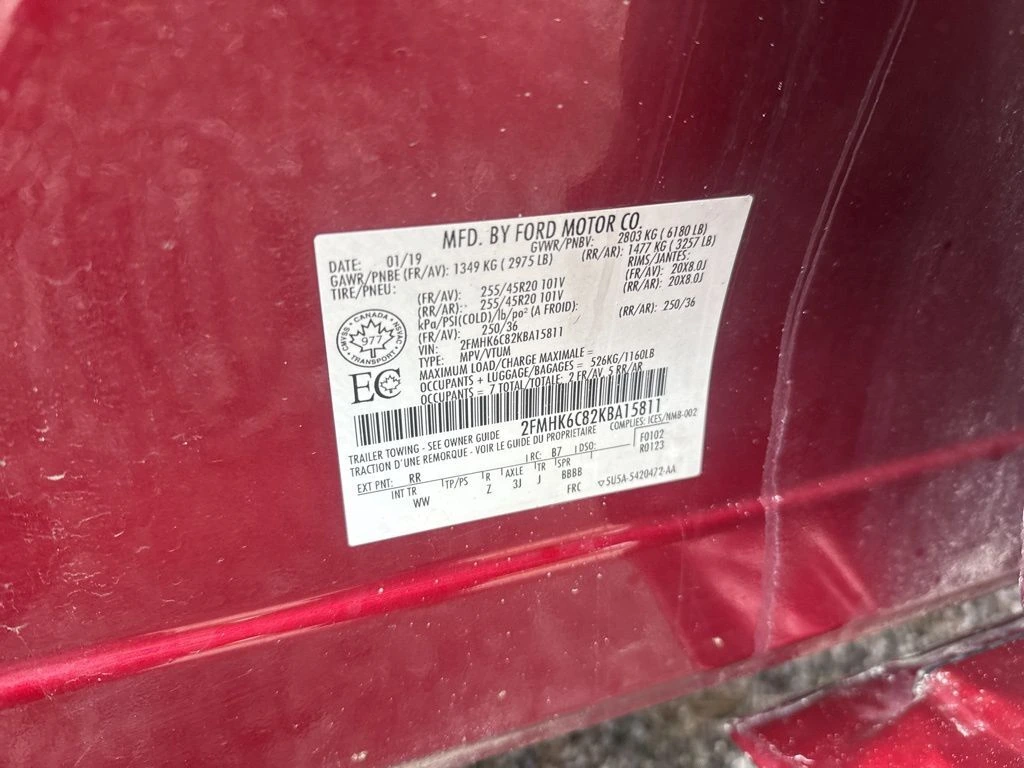 MFD. BY FORD MOTOR CO.
DATE: 01/19 GVWR/PNBV: 2803 KG ( 6180 LB)
GAWR/PNBE (FR/AV): 1349 KG ( 2975 LB) (RR/AR): 1477 KG ( 3257 LB)
TIRE/PNEU: RIMS/JANTES:
(FR/AV): 255/45R20 101V (FR/AV): 20X8.0J
(RR/AR): 255/45R20 101V (RR/AR): 20X8.0J
kPa/PSI(COLD)/lb/po² (A FROID):
(FR/AV): 250/36 (RR/AR): 250/36
VIN: 2FMHK6C82KBA15811
TYPE: MPV/VTUM
MAXIMUM LOAD/CHARGE MAXIMALE =
OCCUPANTS + LUGGAGE/BAGAGES = 526KG/1160LB
OCCUPANTS = 7 TOTAL/TOTALE: 2 FR/AV, 5 RR/AR
CANADA
CMVSS 977 NSVAC
TRANSPORT
EC
2FMHK6C82KBA15811
TRAILER TOWING - SEE OWNER GUIDE COMPLIES: ICES/NMB-002
TRACTION D'UNE REMORQUE - VOIR LE GUIDE DU PROPRIETAIRE
EXT PNT: RR RC: B7 DSO: F0102
R0123
INT TR TP/PS R AXLE TR SPR
WW Z 3J J BBBB
FRC 5U5A-5420472-AA